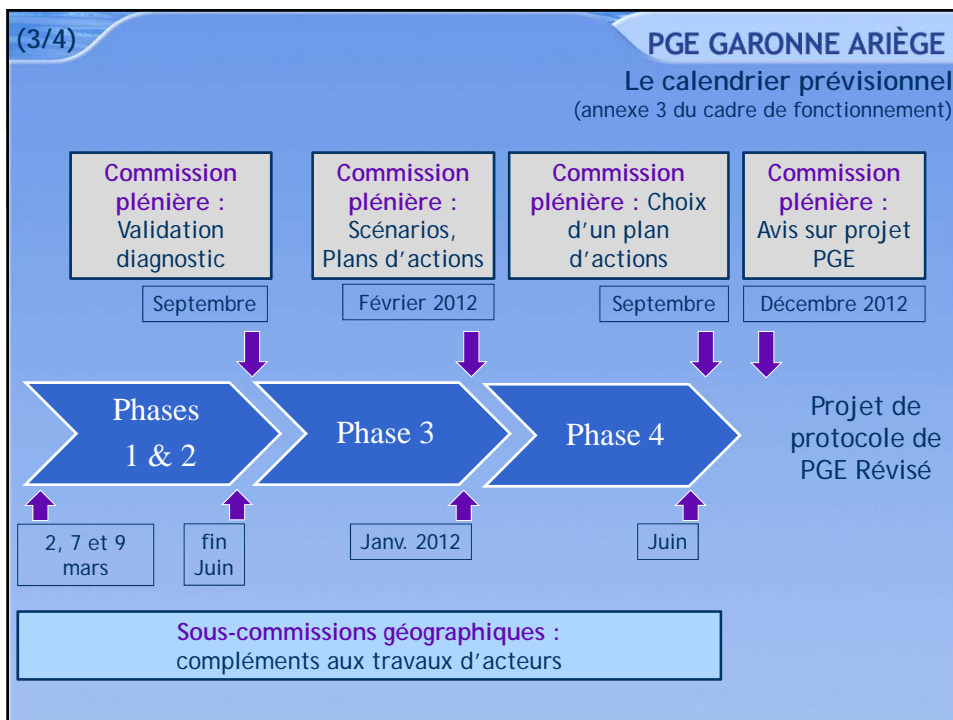 (3/4)
PGE GARONNE ARIÈGE
Le calendrier prévisionnel
(annexe 3 du cadre de fonctionnement)
Commission
plénière :
Validation
diagnostic
Commission
plénière :
Scénarios,
Plans d'actions
Commission
plénière : Choix
d'un plan
d'actions
Commission
plénière :
Avis sur projet
PGE
Septembre
Février 2012
Septembre
Décembre 2012
Phases
1 & 2
Phase 3
Phase 4
Projet de
protocole de
PGE Révisé
2, 7 et 9
mars
fin
Juin
Janv. 2012
Juin
Sous-commissions géographiques :
compléments aux travaux d'acteurs